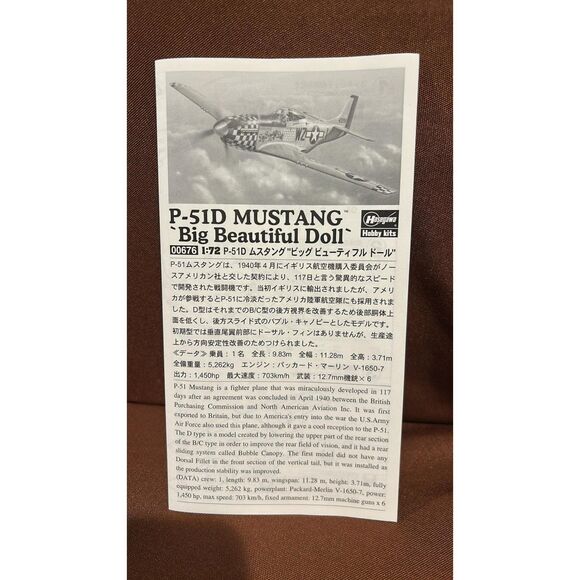 WZ
P-51D MUSTANG™
`Big Beautiful Doll`
Hasegawa
Hobby kits
00676 1:72 P-51D ムスタング "ビッグ ビューティフル ドール"
P-51ムスタングは、1940年4月にイギリス航空機購入委員会がノー
スアメリカン社と交した契約により、117日と言う驚異的なスピード
で開発された戦闘機です。当初イギリスに輸出されましたが、アメリ
カが参戦するとP-51に冷淡だったアメリカ陸軍航空隊にも採用されま
した。D型はそれまでのB/C型の後方視界を改善するため後部胴体上
面を低くし、後方スライド式のバブル・キャノピーとしたモデルです。
初期型では垂直尾翼前部にドーサル・フィンはありませんが、生産途
上から方向安定性改善のためつけられました。
≪データ≫乗員：1名 全長：9.83m 全幅：11.28m 全高：3.71m
全備重量：5,262kg エンジン：パッカード・マーリン V-1650-7
出力：1,450hp 最大速度：703km/h 武装：12.7mm機銃×6
P-51 Mustang is a fighter plane that was miraculously developed in 117
days after an agreement was concluded in April 1940 between the British
Purchasing Commission and North American Aviation Inc. It was first
exported to Britain, but due to America's entry into the war the U.S.Army
Air Force also used this plane, although it gave a cool reception to the P-51.
The D type is a model created by lowering the upper part of the rear section
of the B/C type in order to improve the rear field of vision, and it had a rear
sliding system called Bubble Canopy. The first model did not have any
Dorsal Fillet in the front section of the vertical tail, but it was installed as
the production stability was improved.
(DATA) crew: 1, length: 9.83 m, wingspan: 11.28 m, height: 3.71m, fully
equipped weight: 5,262 kg, powerplant: Packard-Merlin V-1650-7, power:
1,450 hp, max speed: 703 km/h, fixed armament: 12.7mm machine guns x 6